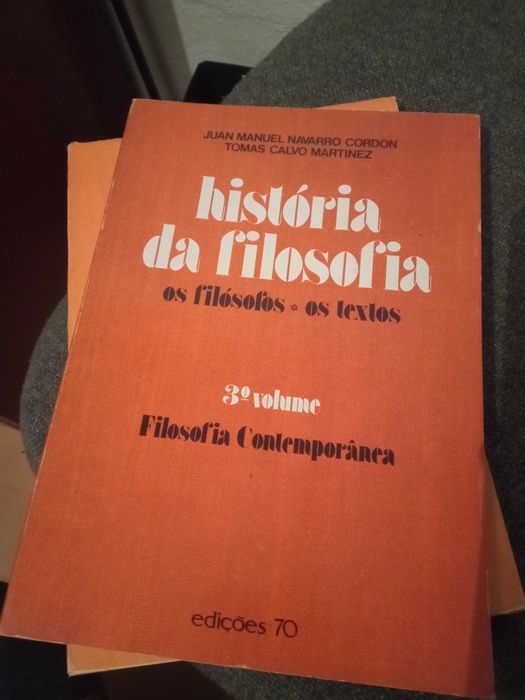 JUAN MANUEL NAVARRO CORDON
TOMAS CALVO MARTINEZ
história
da filosofia
os filósofos * os textos
3º volume
Filosofia Contemporânea
edições 70